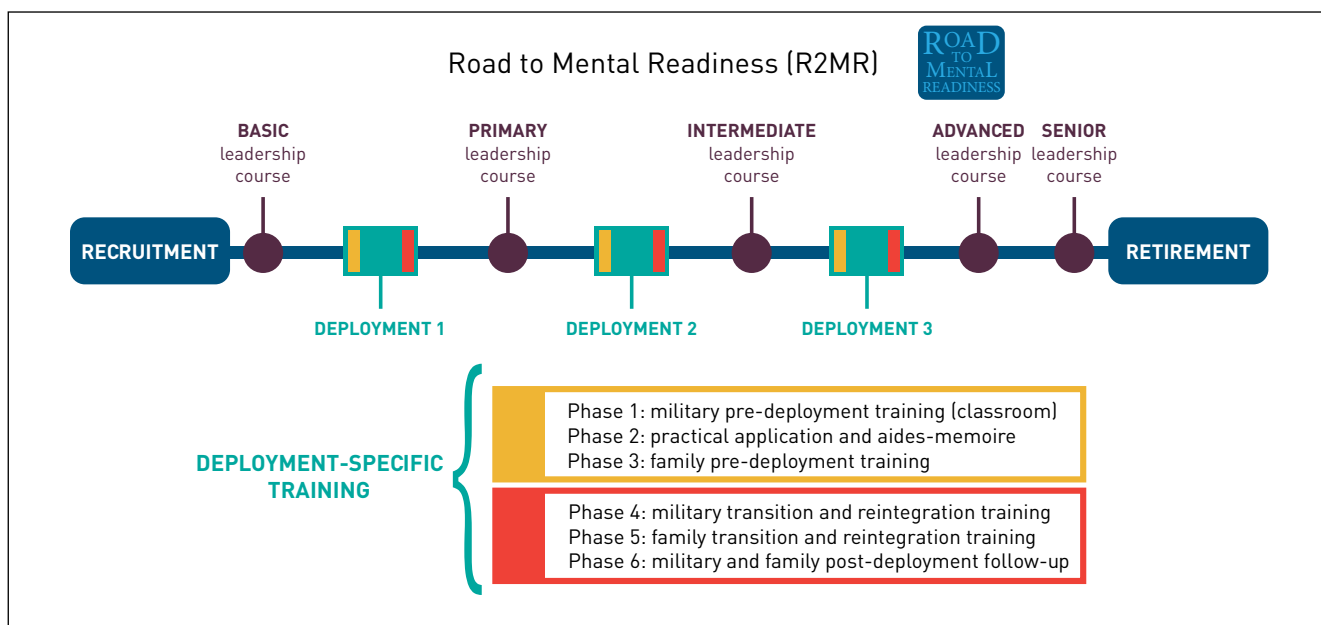 Road to Mental Readiness (R2MR)
ROAD
TO
MENTAL
READINESS
BASIC
leadership
course
PRIMARY
leadership
course
INTERMEDIATE
leadership
course
ADVANCED
leadership
course
SENIOR
leadership
course
RECRUITMENT
RETIREMENT
DEPLOYMENT 1
DEPLOYMENT 2
DEPLOYMENT 3
DEPLOYMENT-SPECIFIC
TRAINING
Phase 1: military pre-deployment training (classroom)
Phase 2: practical application and aides-memoire
Phase 3: family pre-deployment training
Phase 4: military transition and reintegration training
Phase 5: family transition and reintegration training
Phase 6: military and family post-deployment follow-up